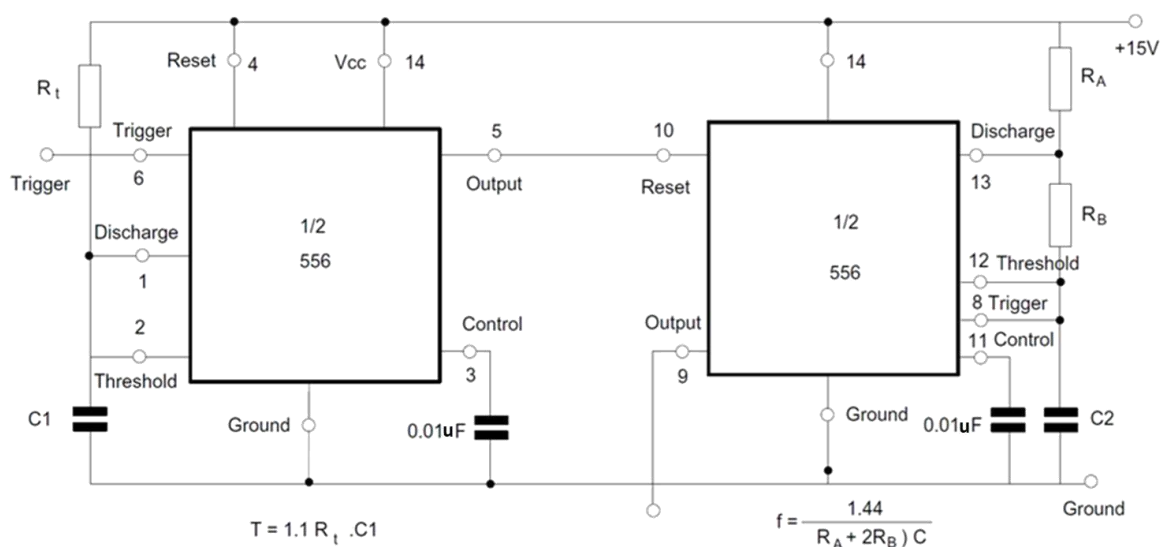 +15V
Reset
4
Vcc
14
14
R t
RA
Trigger
6
Trigger
5
Output
10
Reset
Discharge
13
RB
Discharge
1
1/2
556
1/2
556
12 Threshold
8 Trigger
11 Control
2
Threshold
Control
3
Output
9
C1
Ground
0.01uF
Ground
0.01uF
C2
Ground
T = 1.1 R t .C1
f = 1.44
RA + 2RB ) C